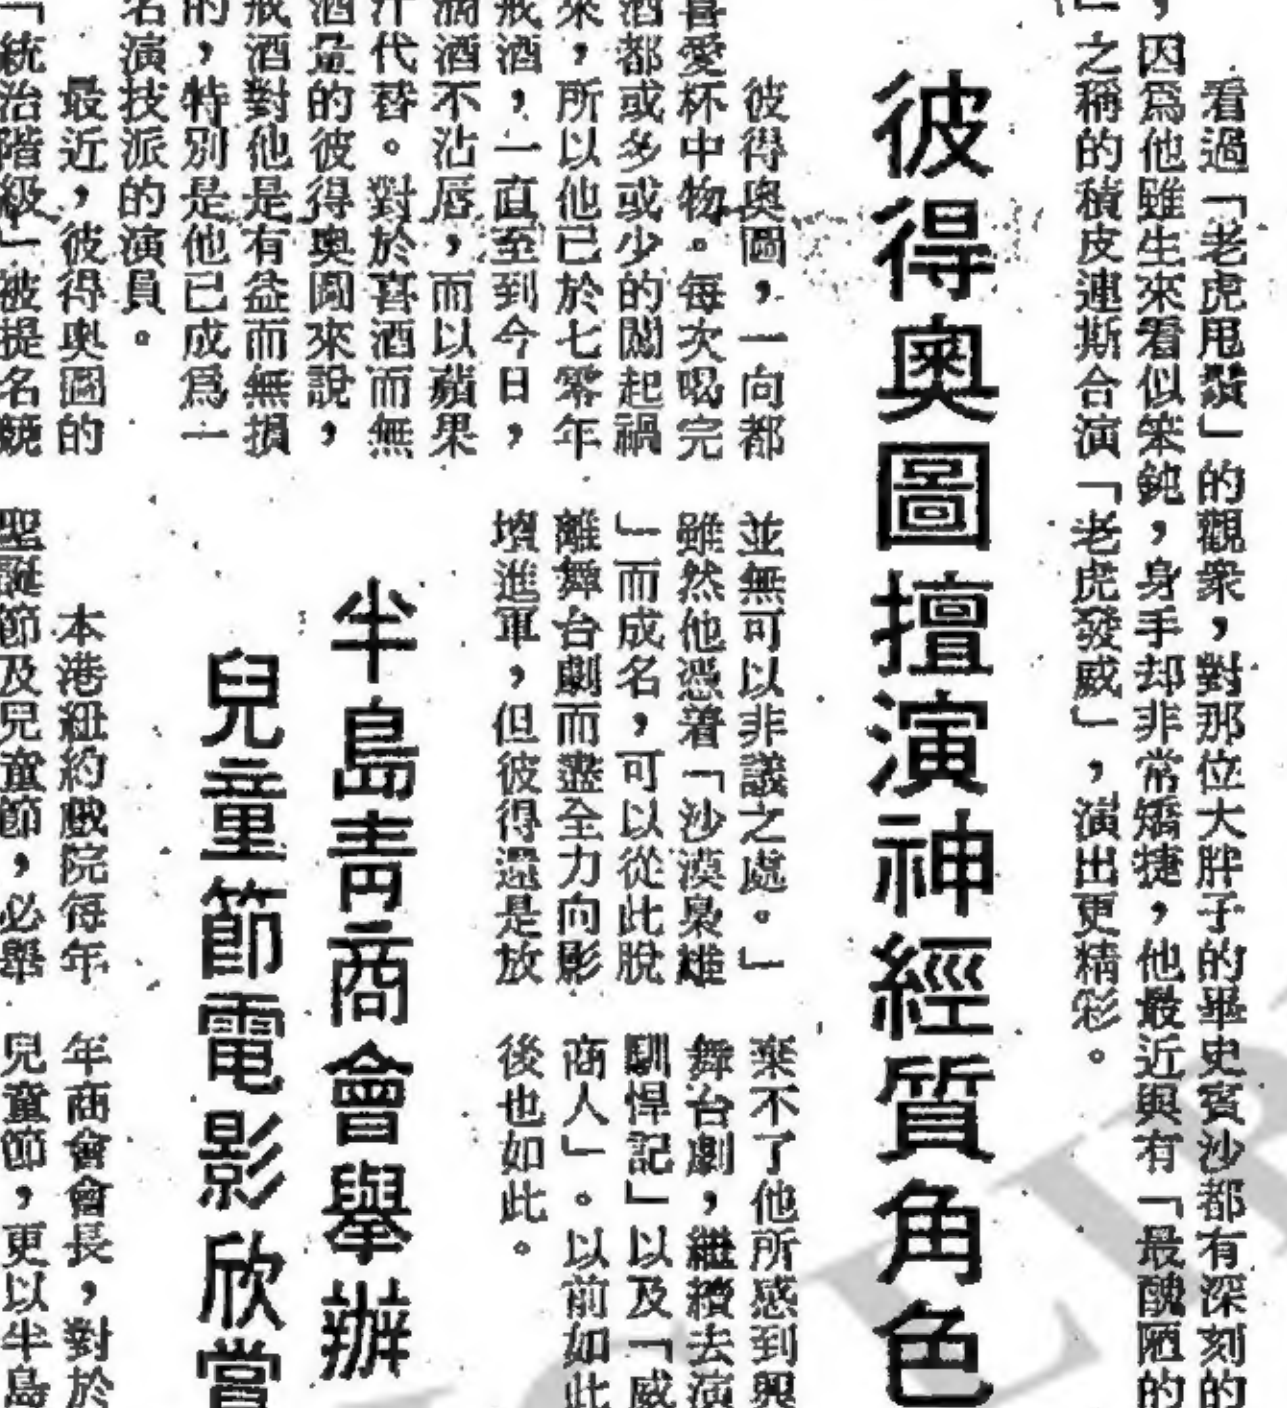 看過「老虎甩鬚」的觀衆，對那位大胖子的畢史賓沙都有深刻的
，因爲他雖生來看似笨鈍，身手却非常矯捷，他最近與有「最醜陋的
」之稱的積皮連斯合演「老虎發威」，演出更精彩。
彼得奧圖擅演神經質角色
彼得奧圖，一向都
喜愛杯中物。每次喝完
酒都或多或少的闖起禍
來，所以他已於七零年
戒酒，一直至到今日，
滴酒不沾唇，而以蘋果
汁代替。對於喜酒而無
酒量的彼得奧圖來說，
戒酒對他是有益而無損
的，特別是他已成爲一
名演技派的演員。
最近，彼得奧圖的
「統治階級」被提名競
並無可以非議之處。」
雖然他憑着「沙漠梟雄
」而成名，可以從此脫
離舞台劇而盡全力向影
壇進軍，但彼得還是放
棄不了他所感到興
舞台劇，繼續去演
馴悍記」以及「威
商人」。以前如此
後也如此。
半島靑商會舉辦
兒童節電影欣賞
本港紐約戲院每年
聖誕節及兒童節，必舉
年商會會長，對於
兒童節，更以半島